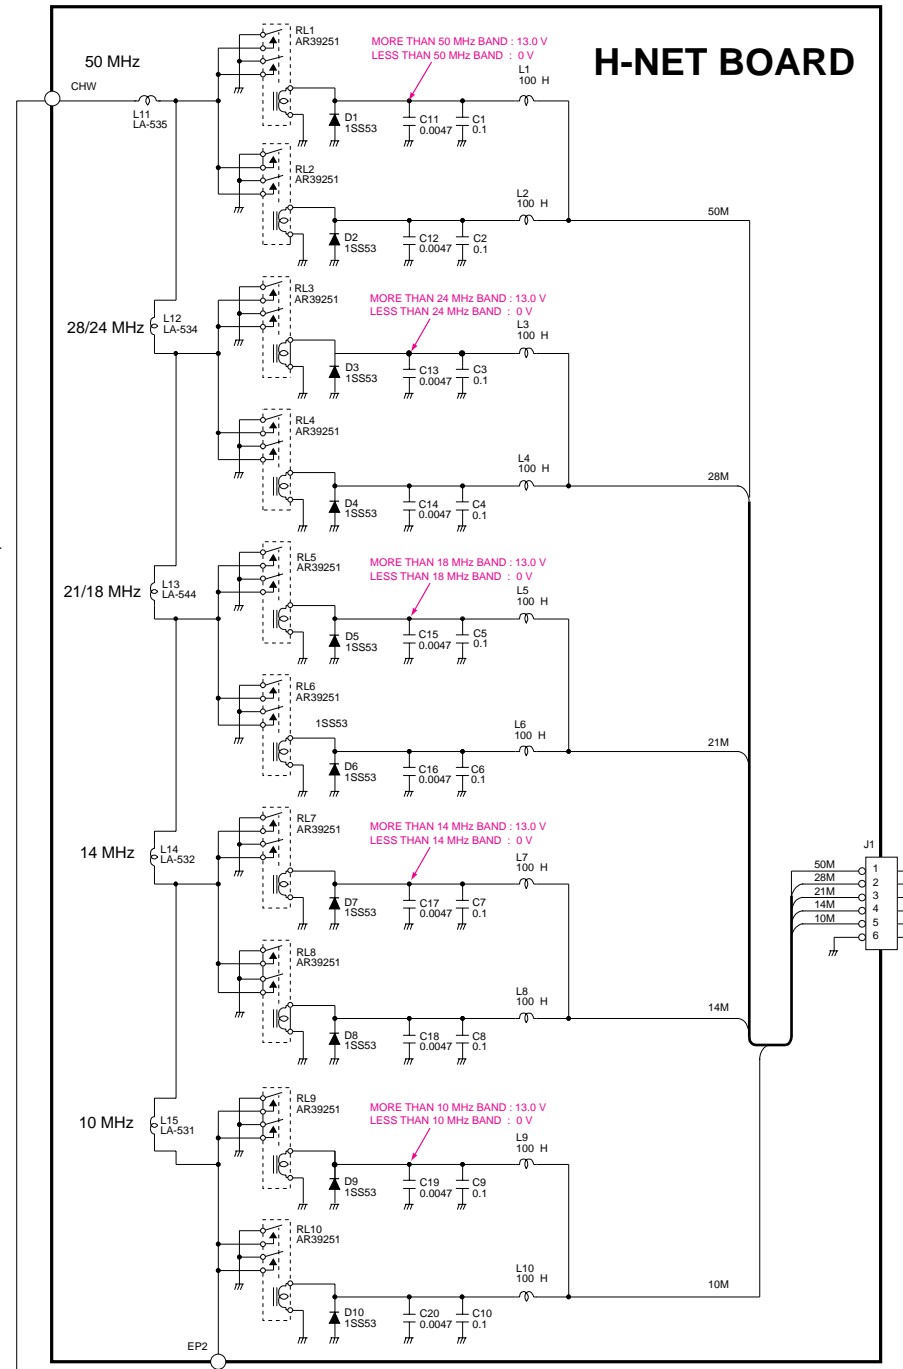 H-NET BOARD
50 MHz
CHW
L11
LA-535
RL1
AR39251
MORE THAN 50 MHz BAND : 13.0 V
LESS THAN 50 MHz BAND : 0 V
L1
100 H
D1
1SS53
C11
0.0047
C1
0.1
RL2
AR39251
L2
100 H
50M
D2
1SS53
C12
0.0047
C2
0.1
28/24 MHz
L12
LA-534
RL3
AR39251
MORE THAN 24 MHz BAND : 13.0 V
LESS THAN 24 MHz BAND : 0 V
L3
100 H
D3
1SS53
C13
0.0047
C3
0.1
RL4
AR39251
L4
100 H
28M
D4
1SS53
C14
0.0047
C4
0.1
21/18 MHz
L13
LA-544
RL5
AR39251
MORE THAN 18 MHz BAND : 13.0 V
LESS THAN 18 MHz BAND : 0 V
L5
100 H
D5
1SS53
C15
0.0047
C5
0.1
RL6
AR39251
1SS53
L6
100 H
21M
D6
1SS53
C16
0.0047
C6
0.1
14 MHz
L14
LA-532
RL7
AR39251
MORE THAN 14 MHz BAND : 13.0 V
LESS THAN 14 MHz BAND : 0 V
L7
100 H
D7
1SS53
C17
0.0047
C7
0.1
J1
50M 1
28M 2
21M 3
14M 4
10M 5
6
RL8
AR39251
L8
100 H
14M
D8
1SS53
C18
0.0047
C8
0.1
10 MHz
L15
LA-531
RL9
AR39251
MORE THAN 10 MHz BAND : 13.0 V
LESS THAN 10 MHz BAND : 0 V
L9
100 H
D9
1SS53
C19
0.0047
C9
0.1
RL10
AR39251
L10
100 H
10M
D10
1SS53
C20
0.0047
C10
0.1
EP2